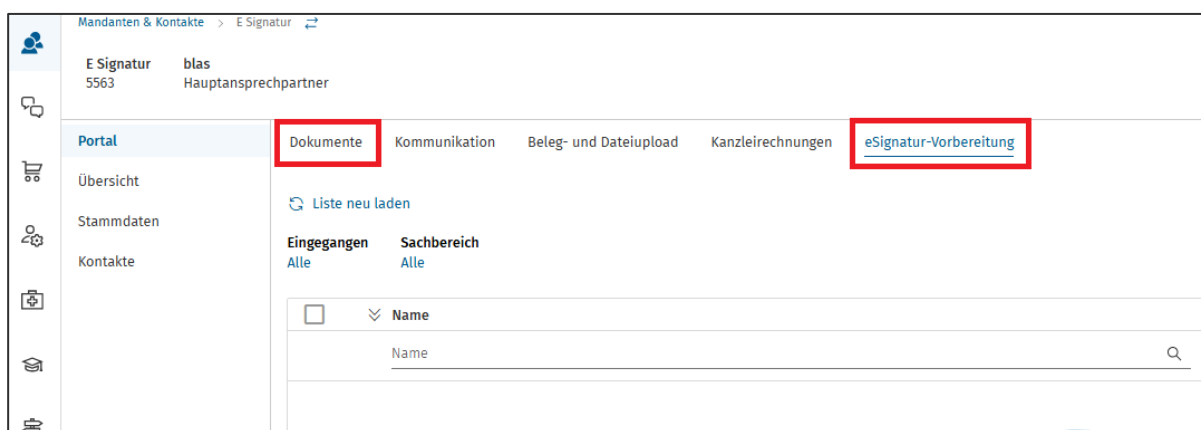 Mandanten & Kontakte > E Signatur
E Signatur blas
5563 Hauptansprechpartner
Portal
Übersicht
Stammdaten
Kontakte
Dokumente Kommunikation Beleg- und Dateiupload Kanzleirechnungen eSignatur-Vorbereitung
Liste neu laden
Eingegangen Sachbereich
Alle Alle
Name
Name